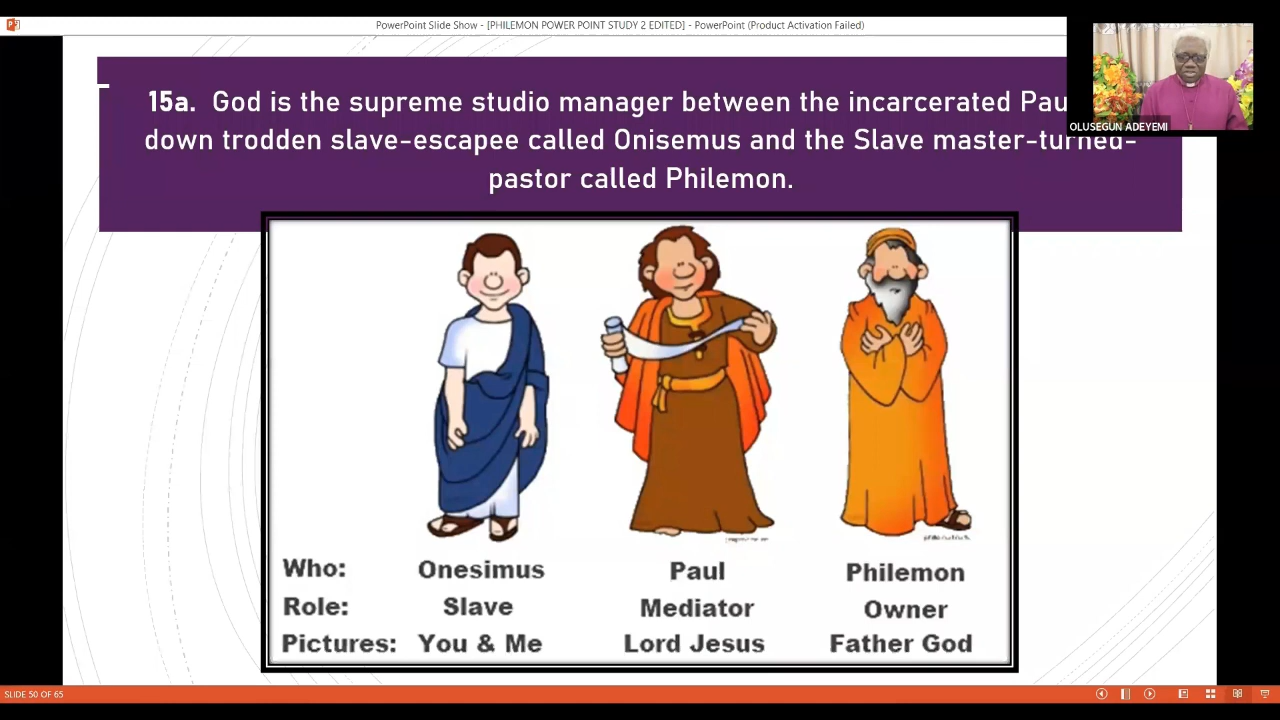 PowerPoint Slide Show - [PHILEMON POWER POINT STUDY 2 EDITED] - PowerPoint (Product Activation Failed)
15a. God is the supreme studio manager between the incarcerated
down trodden slave-escapee called Onisemus and the Slave master-turned-
pastor called Philemon.
OLUSEGUN ADEYEMI
Who: Onesimus Paul Philemon
Role: Slave Mediator Owner
Pictures: You & Me Lord Jesus Father God
SLIDE 50 OF 65